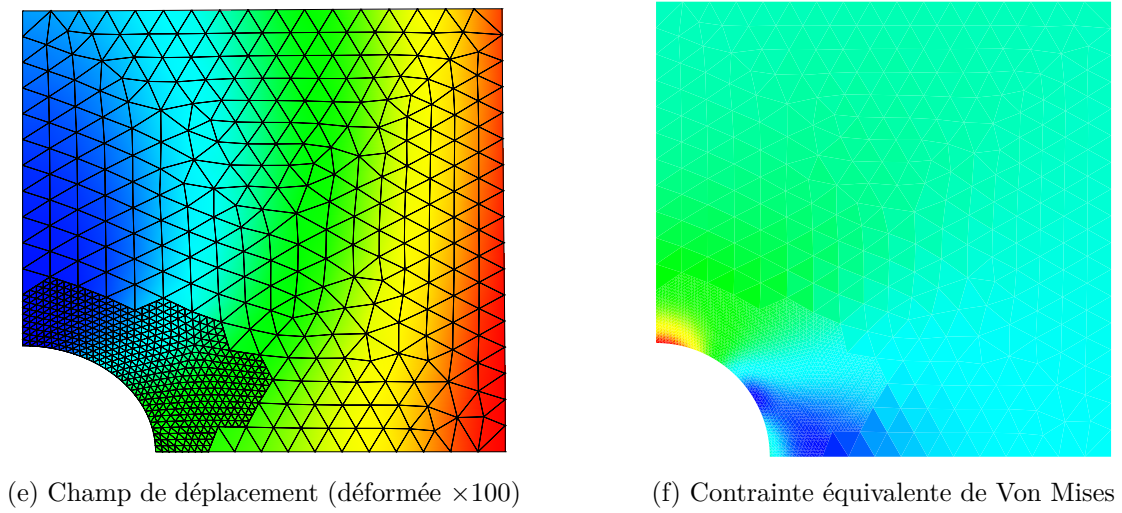 (e) Champ de déplacement (déformée ×100)
(f) Contrainte équivalente de Von Mises